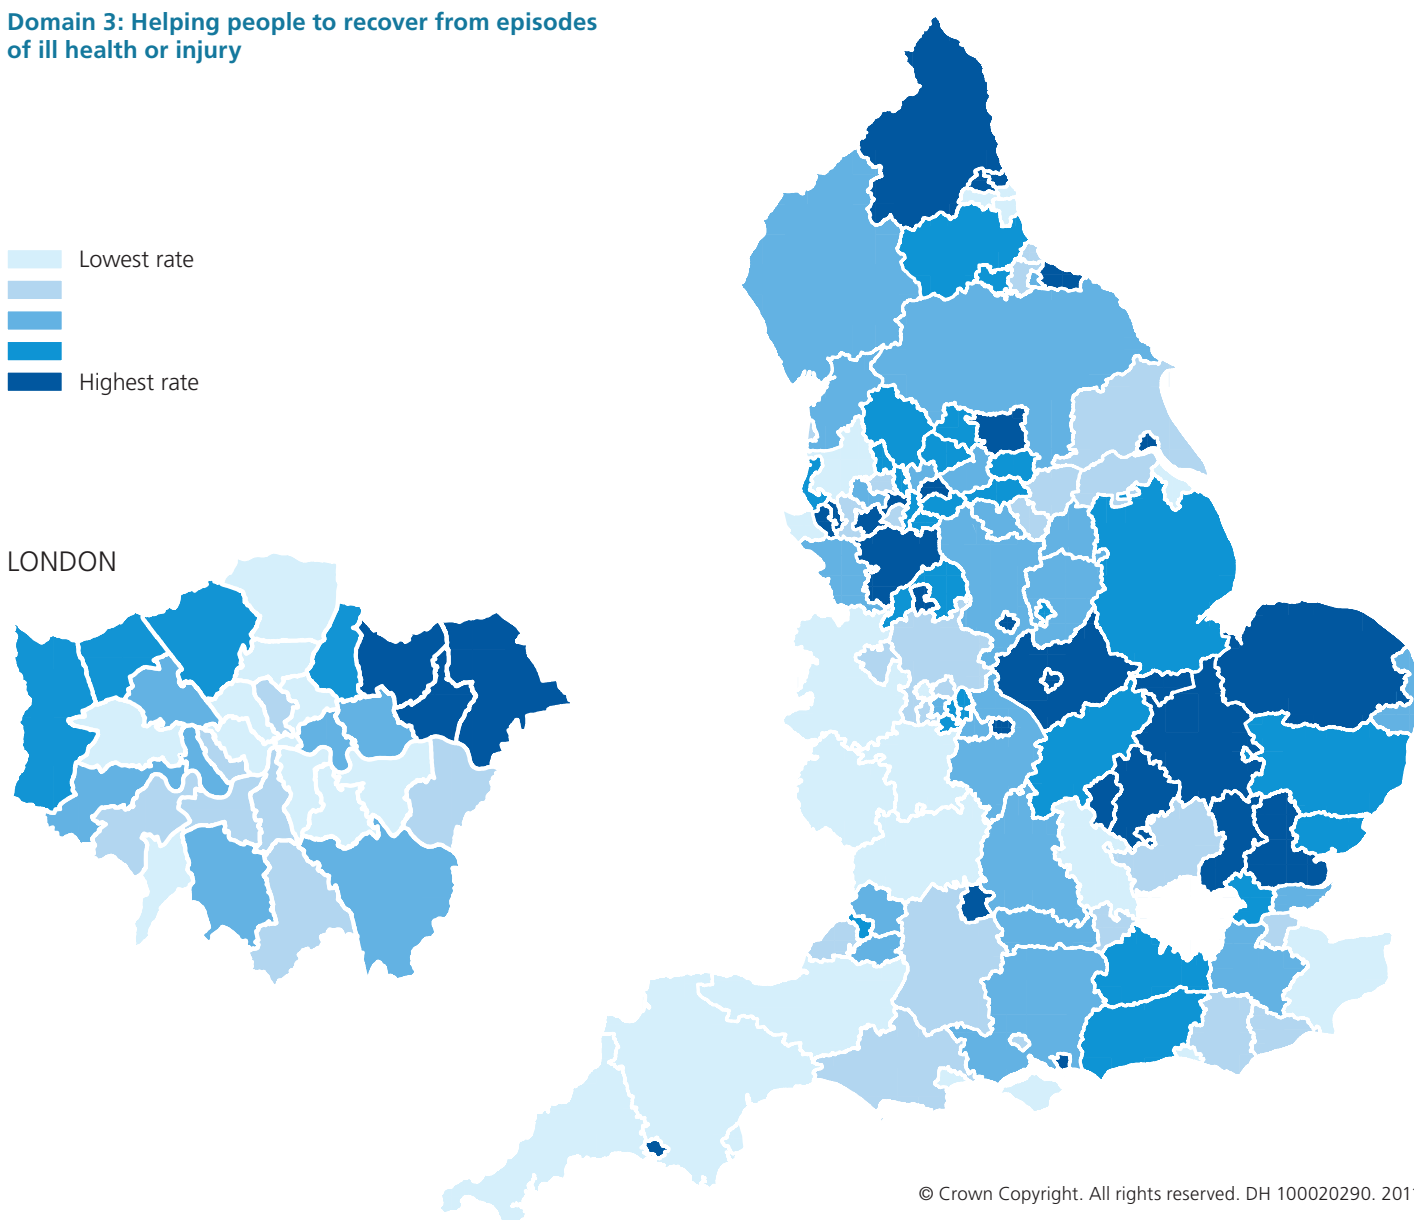 Domain 3: Helping people to recover from episodes
of ill health or injury
Lowest rate
Highest rate
LONDON
© Crown Copyright. All rights reserved. DH 100020290. 201